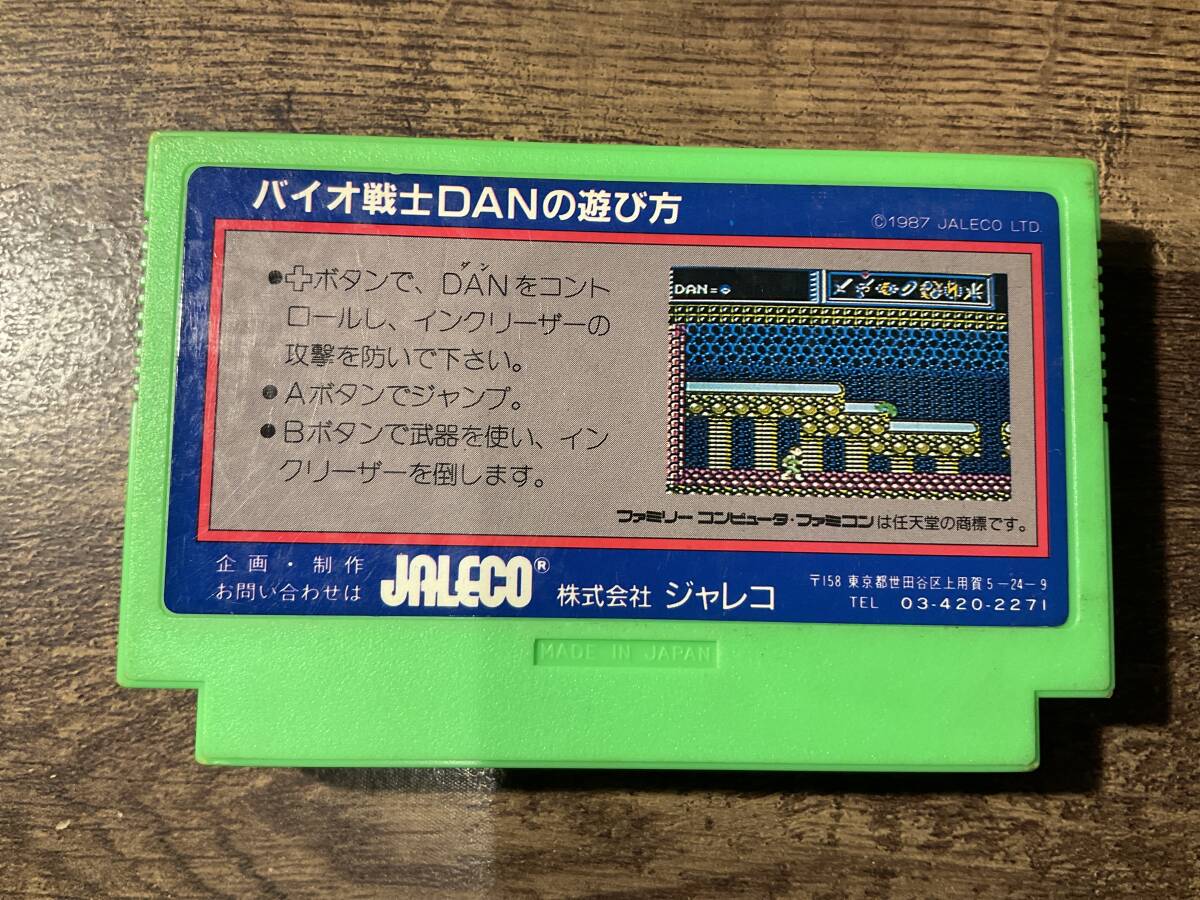 バイオ戦士DANの遊び方
©1987 JALECO LTD.
●✚ボタンで、DANをコント
ダン
ロールし、インクリーザーの
攻撃を防いで下さい。
●Aボタンでジャンプ。
●Bボタンで武器を使い、イン
クリーザーを倒します。
DAN=
ファミリーコンピュータ・ファミコンは任天堂の商標です。
企画・制作
お問い合わせは
JALECO®
株式会社 ジャレコ
〒158 東京都世田谷区上用賀5-24-9
TEL 03-420-2271
MADE IN JAPAN